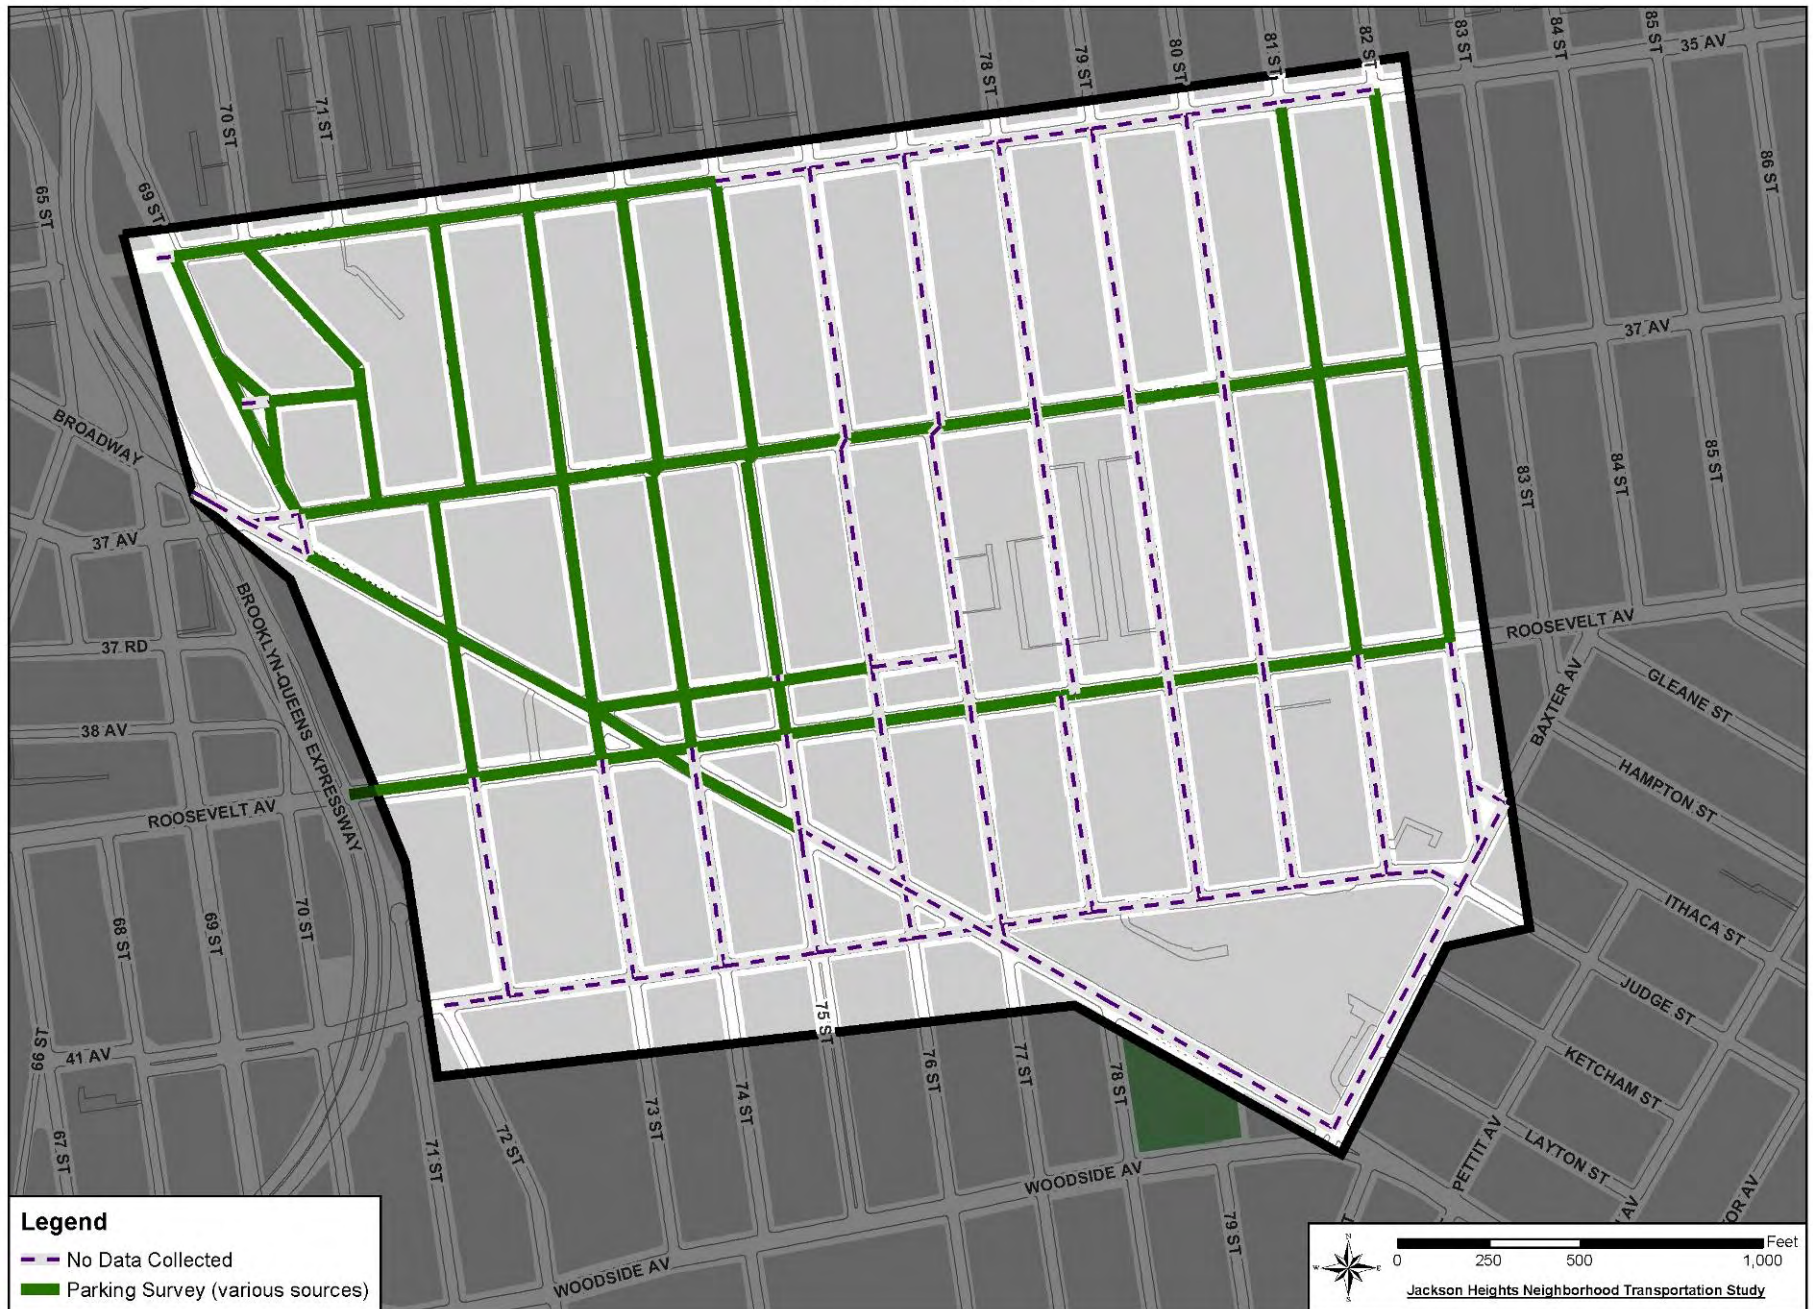 78 ST
79 ST
80 ST
81 ST
82 ST
83 ST
84 ST
85 ST
35 AV
70 ST
71 ST
65 ST
69 ST
86 ST
37 AV
BROADWAY
83 ST
84 ST
85 ST
37 AV
BROOKLYN-QUEENS EXPRESSWAY
37 RD
ROOSEVELT AV
BAXTER AV
GLEANE ST
38 AV
HAMPTON ST
ROOSEVELT AV
68 ST
69 ST
70 ST
ITHACA ST
JUDGE ST
66 ST
41 AV
75 ST
76 ST
77 ST
78 ST
KETCHAM ST
73 ST
74 ST
67 ST
71 ST
72 ST
PETTIT AV
LAYTON ST
WOODSIDE AV
79 ST
WOODSIDE AV
Legend
No Data Collected
Parking Survey (various sources)
N
W
E
S
Feet
0 250 500 1,000
Jackson Heights Neighborhood Transportation Study